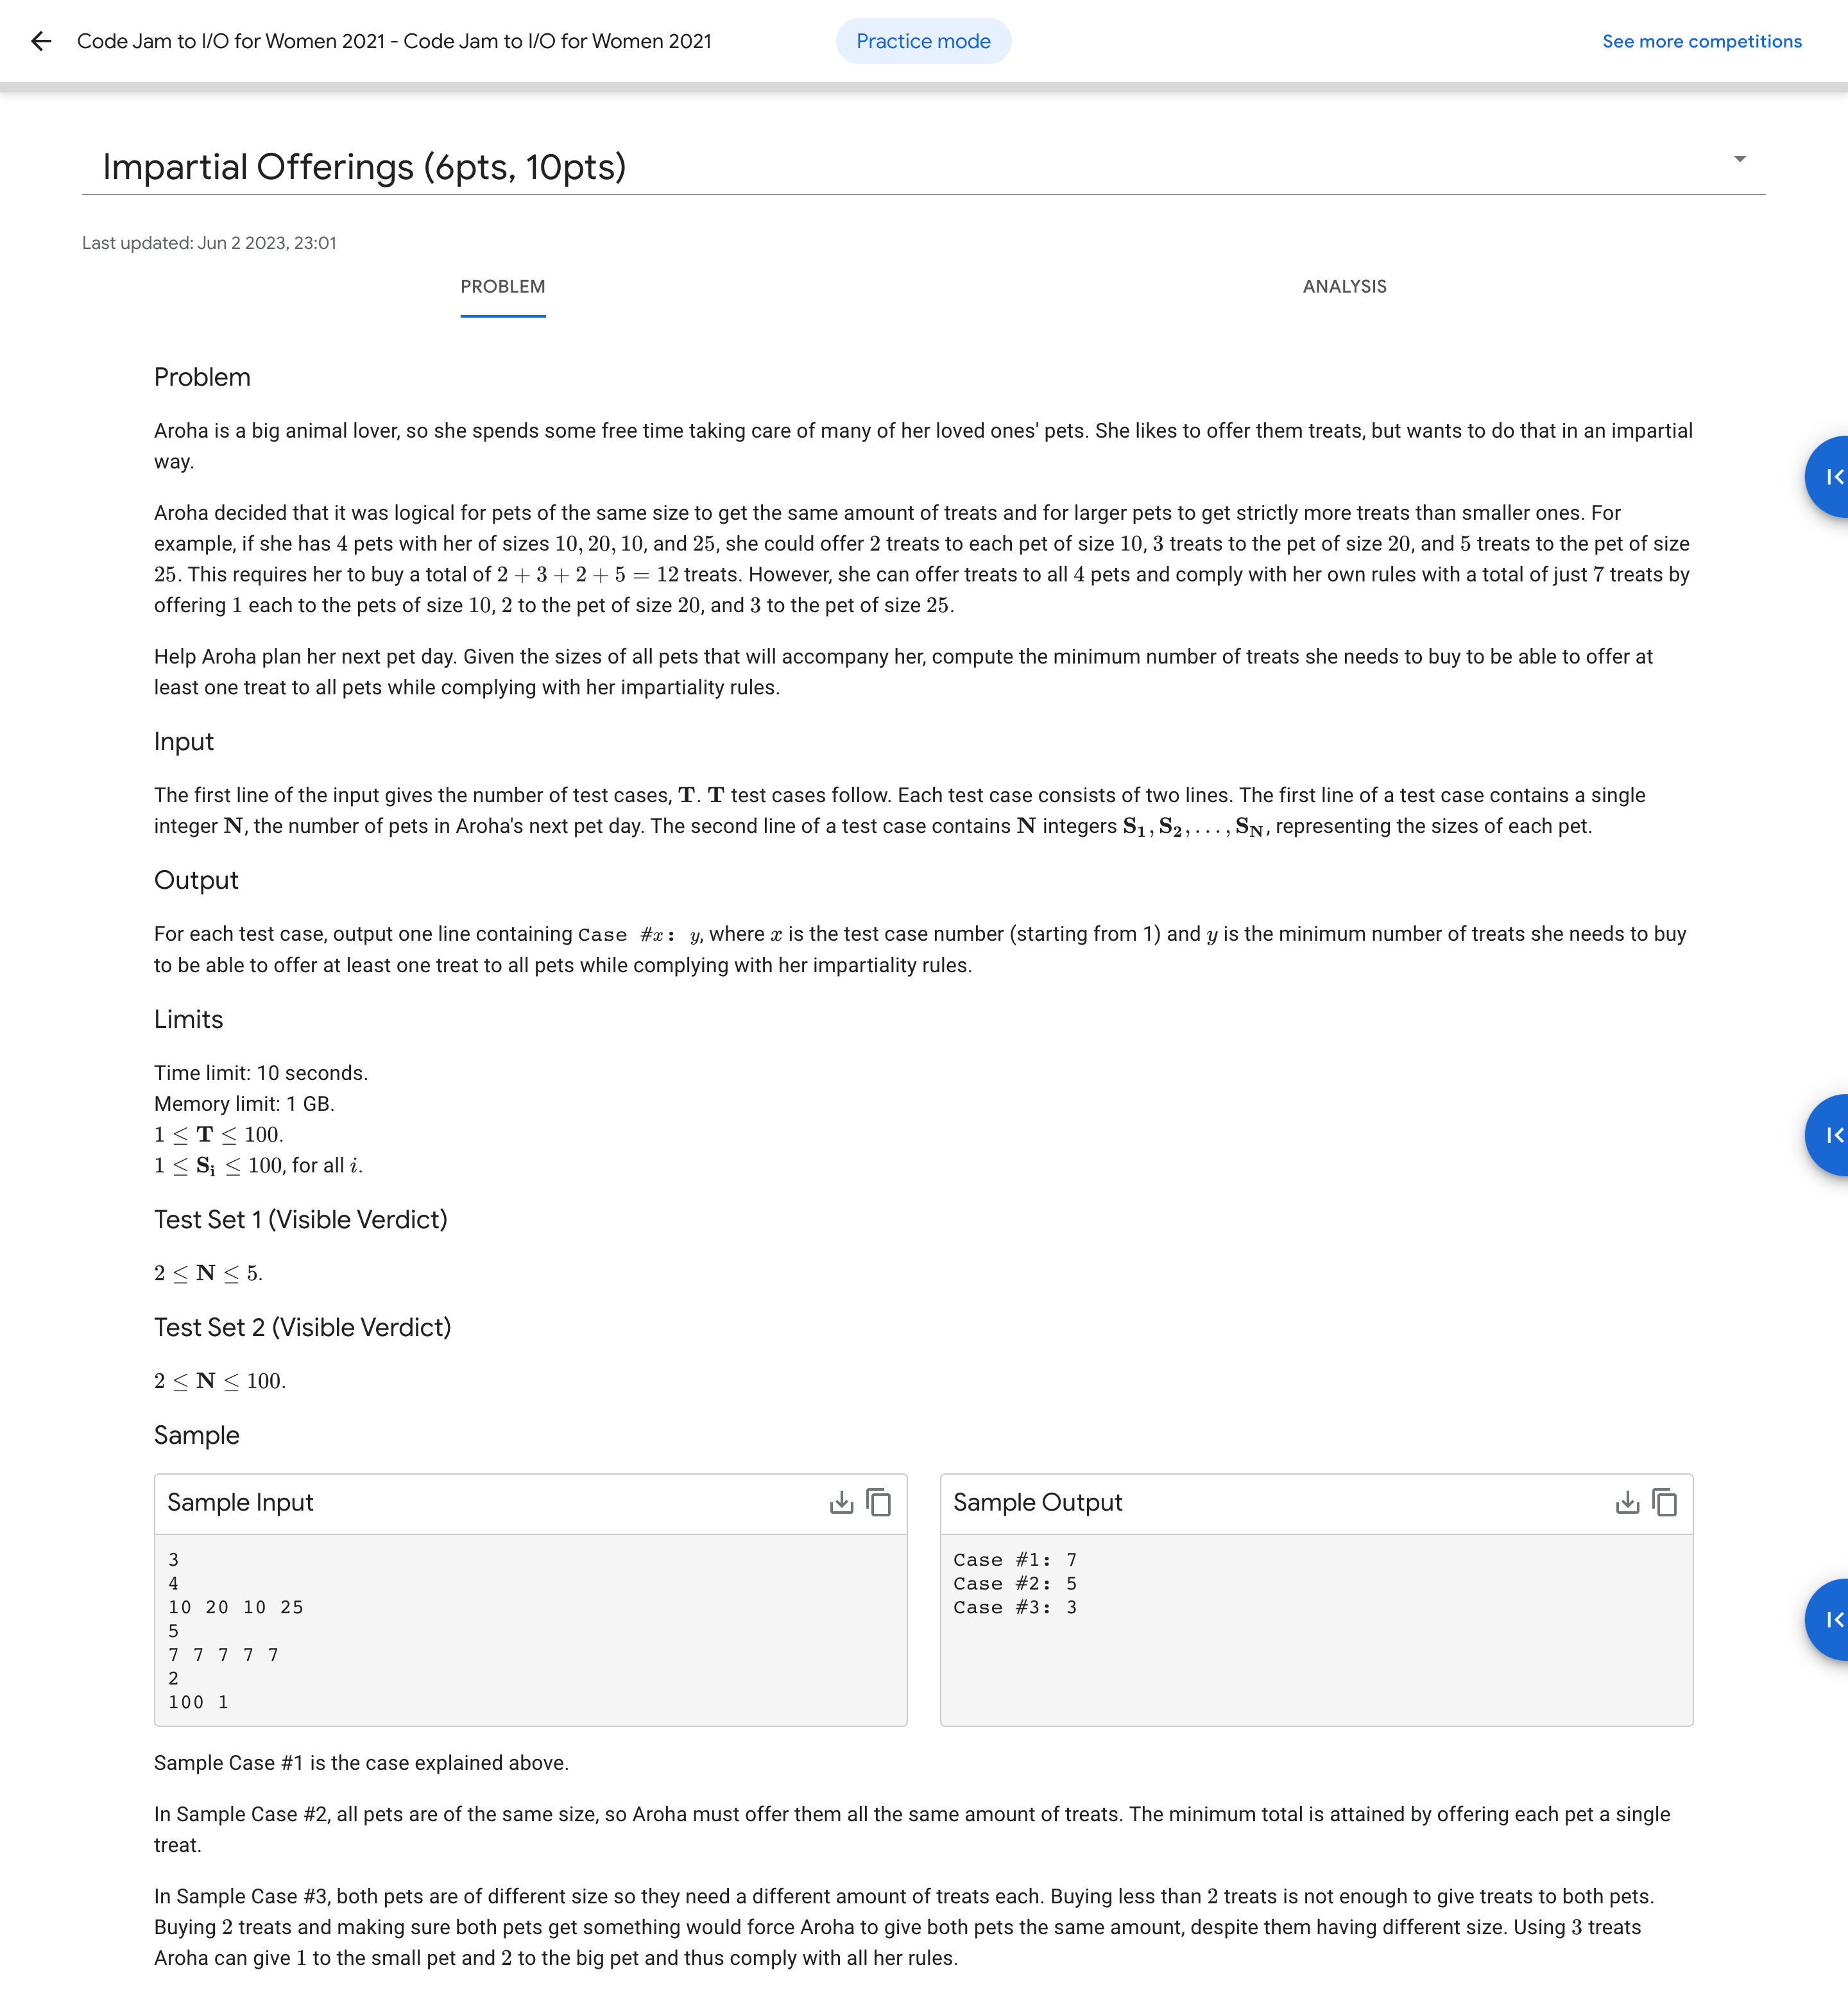 Code Jam to I/O for Women 2021 - Code Jam to I/O for Women 2021
Practice mode
See more competitions
Impartial Offerings (6pts, 10pts)
Last updated: Jun 2 2023, 23:01
PROBLEM
ANALYSIS
Problem
Aroha is a big animal lover, so she spends some free time taking care of many of her loved ones' pets. She likes to offer them treats, but wants to do that in an impartial
way.
Aroha decided that it was logical for pets of the same size to get the same amount of treats and for larger pets to get strictly more treats than smaller ones. For
example, if she has 4 pets with her of sizes 10, 20, 10, and 25, she could offer 2 treats to each pet of size 10, 3 treats to the pet of size 20, and 5 treats to the pet of size
25. This requires her to buy a total of 2 + 3 + 2 + 5 = 12 treats. However, she can offer treats to all 4 pets and comply with her own rules with a total of just 7 treats by
offering 1 each to the pets of size 10, 2 to the pet of size 20, and 3 to the pet of size 25.
Help Aroha plan her next pet day. Given the sizes of all pets that will accompany her, compute the minimum number of treats she needs to buy to be able to offer at
least one treat to all pets while complying with her impartiality rules.
Input
The first line of the input gives the number of test cases, T. T test cases follow. Each test case consists of two lines. The first line of a test case contains a single
integer N, the number of pets in Aroha's next pet day. The second line of a test case contains N integers S₁, S₂, . . . , S_N, representing the sizes of each pet.
Output
For each test case, output one line containing Case #x: y, where x is the test case number (starting from 1) and y is the minimum number of treats she needs to buy
to be able to offer at least one treat to all pets while complying with her impartiality rules.
Limits
Time limit: 10 seconds.
Memory limit: 1 GB.
1 ≤ T ≤ 100.
1 ≤ Sᵢ ≤ 100, for all i.
Test Set 1 (Visible Verdict)
2 ≤ N ≤ 5.
Test Set 2 (Visible Verdict)
2 ≤ N ≤ 100.
Sample
Sample Input
3
4
10 20 10 25
5
7 7 7 7 7
2
100 1
Sample Output
Case #1: 7
Case #2: 5
Case #3: 3
Sample Case #1 is the case explained above.
In Sample Case #2, all pets are of the same size, so Aroha must offer them all the same amount of treats. The minimum total is attained by offering each pet a single
treat.
In Sample Case #3, both pets are of different size so they need a different amount of treats each. Buying less than 2 treats is not enough to give treats to both pets.
Buying 2 treats and making sure both pets get something would force Aroha to give both pets the same amount, despite them having different size. Using 3 treats
Aroha can give 1 to the small pet and 2 to the big pet and thus comply with all her rules.